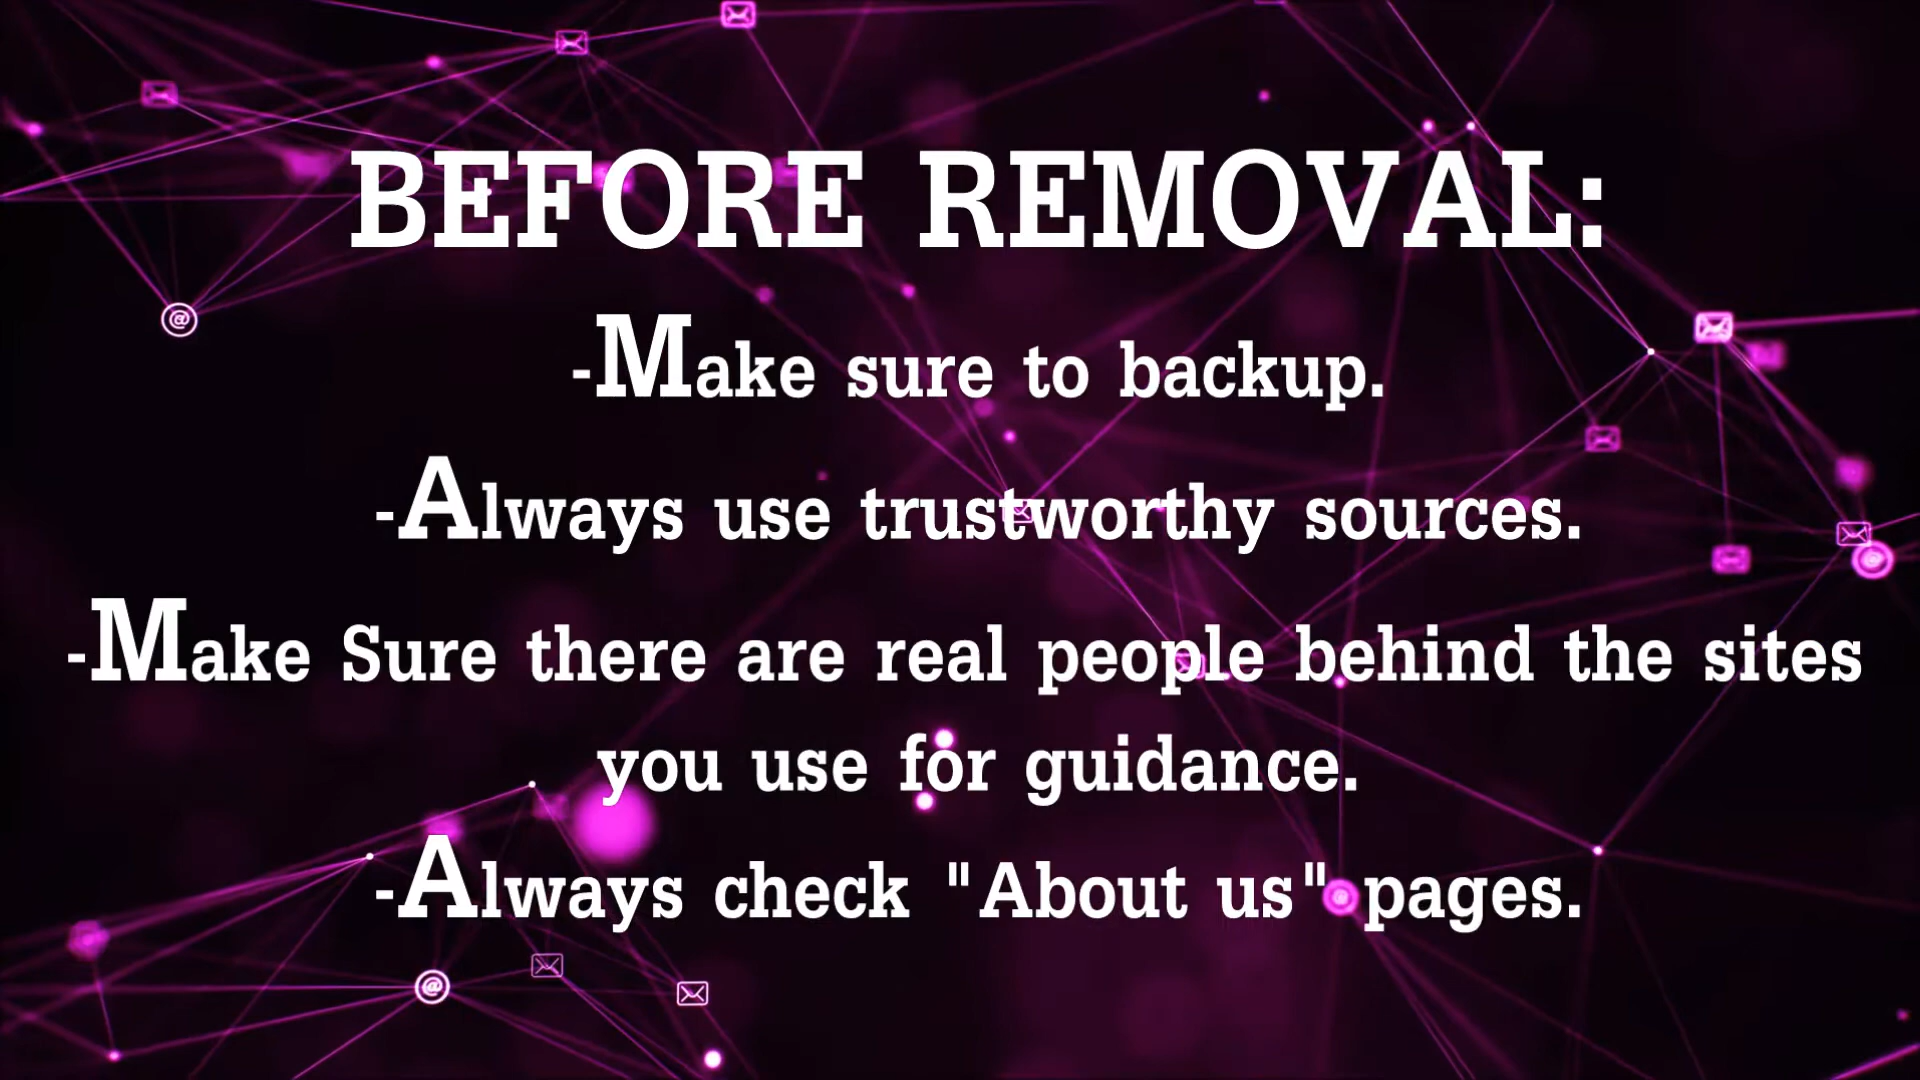 BEFORE REMOVAL:
-Make sure to backup.
-Always use trustworthy sources.
-Make Sure there are real people behind the sites
you use for guidance.
-Always check "About us" pages.